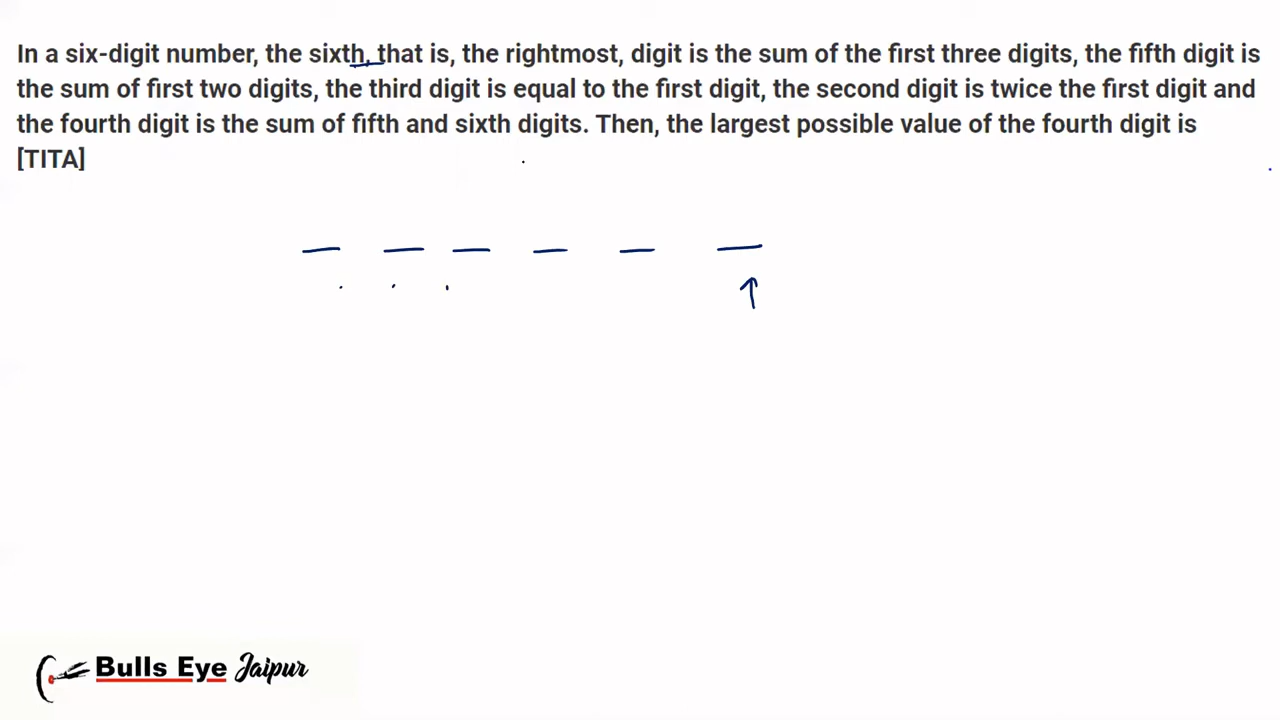 In a six-digit number, the sixth, that is, the rightmost, digit is the sum of the first three digits, the fifth digit is
the sum of first two digits, the third digit is equal to the first digit, the second digit is twice the first digit and
the fourth digit is the sum of fifth and sixth digits. Then, the largest possible value of the fourth digit is
[TITA]
Bulls Eye Jaipur